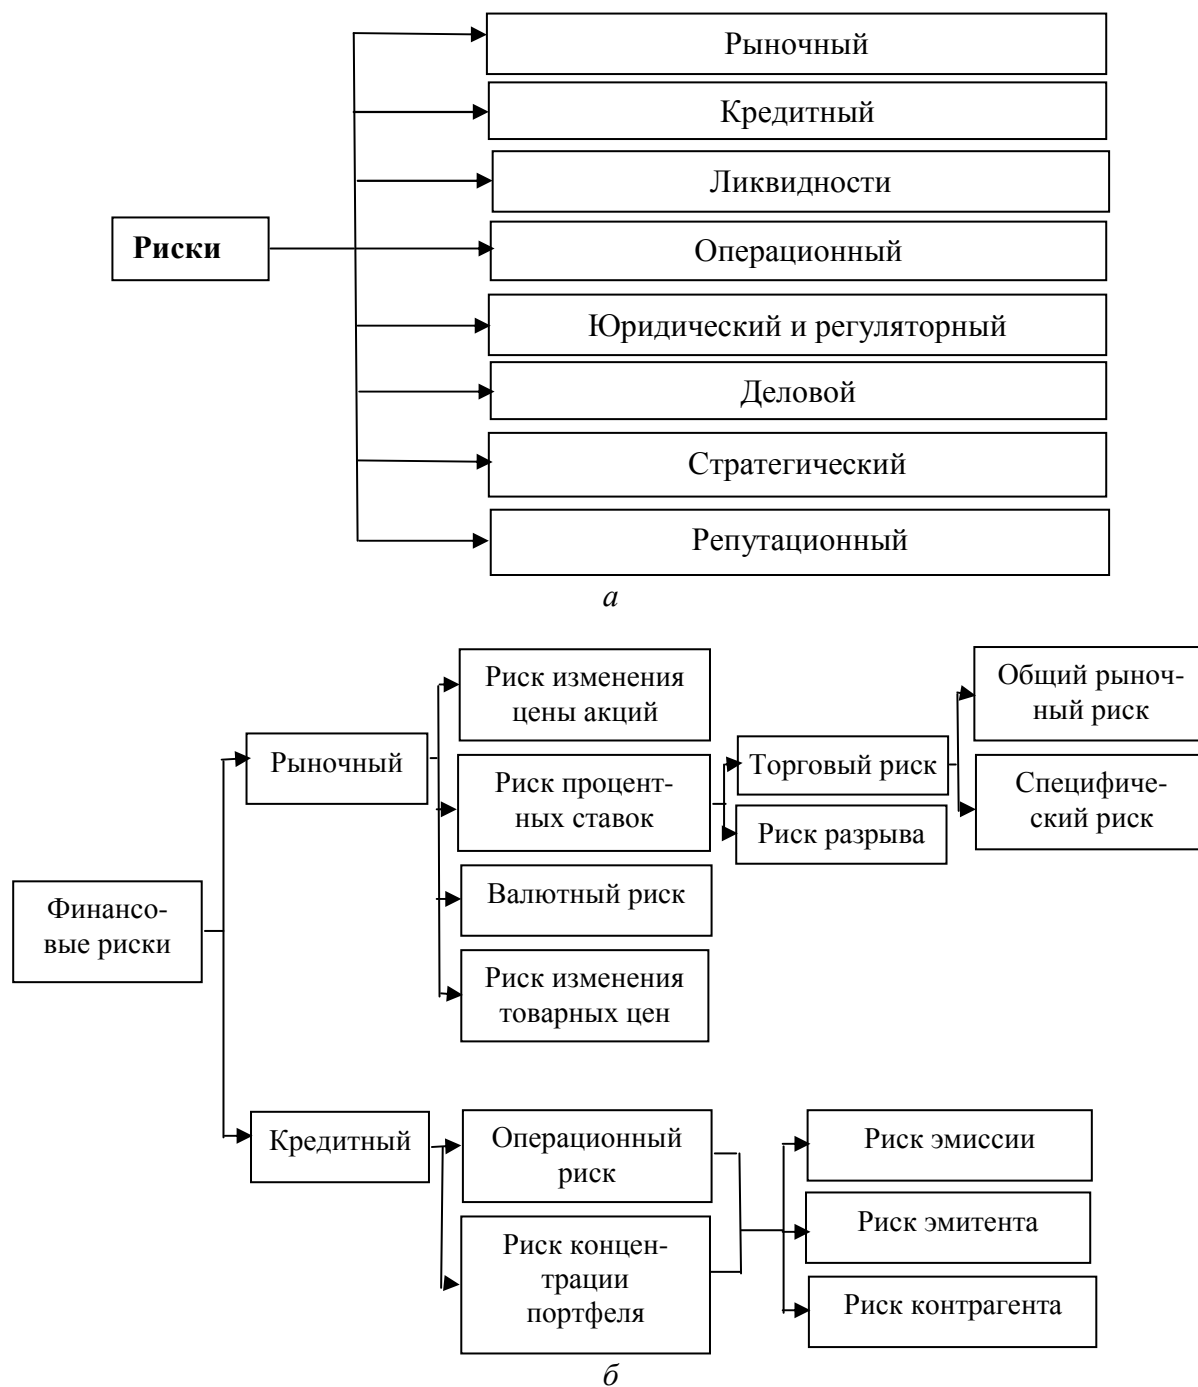 Рыночный
Кредитный
Ликвидности
Риски
Операционный
Юридический и регуляторный
Деловой
Стратегический
Репутационный
а
Финансо-
вые риски
Рыночный
Риск изменения
цены акций
Риск процент-
ных ставок
Торговый риск
Общий рыноч-
ный риск
Специфиче-
ский риск
Риск разрыва
Валютный риск
Риск изменения
товарных цен
Кредитный
Операционный
риск
Риск концен-
трации
портфеля
Риск эмиссии
Риск эмитента
Риск контрагента
б